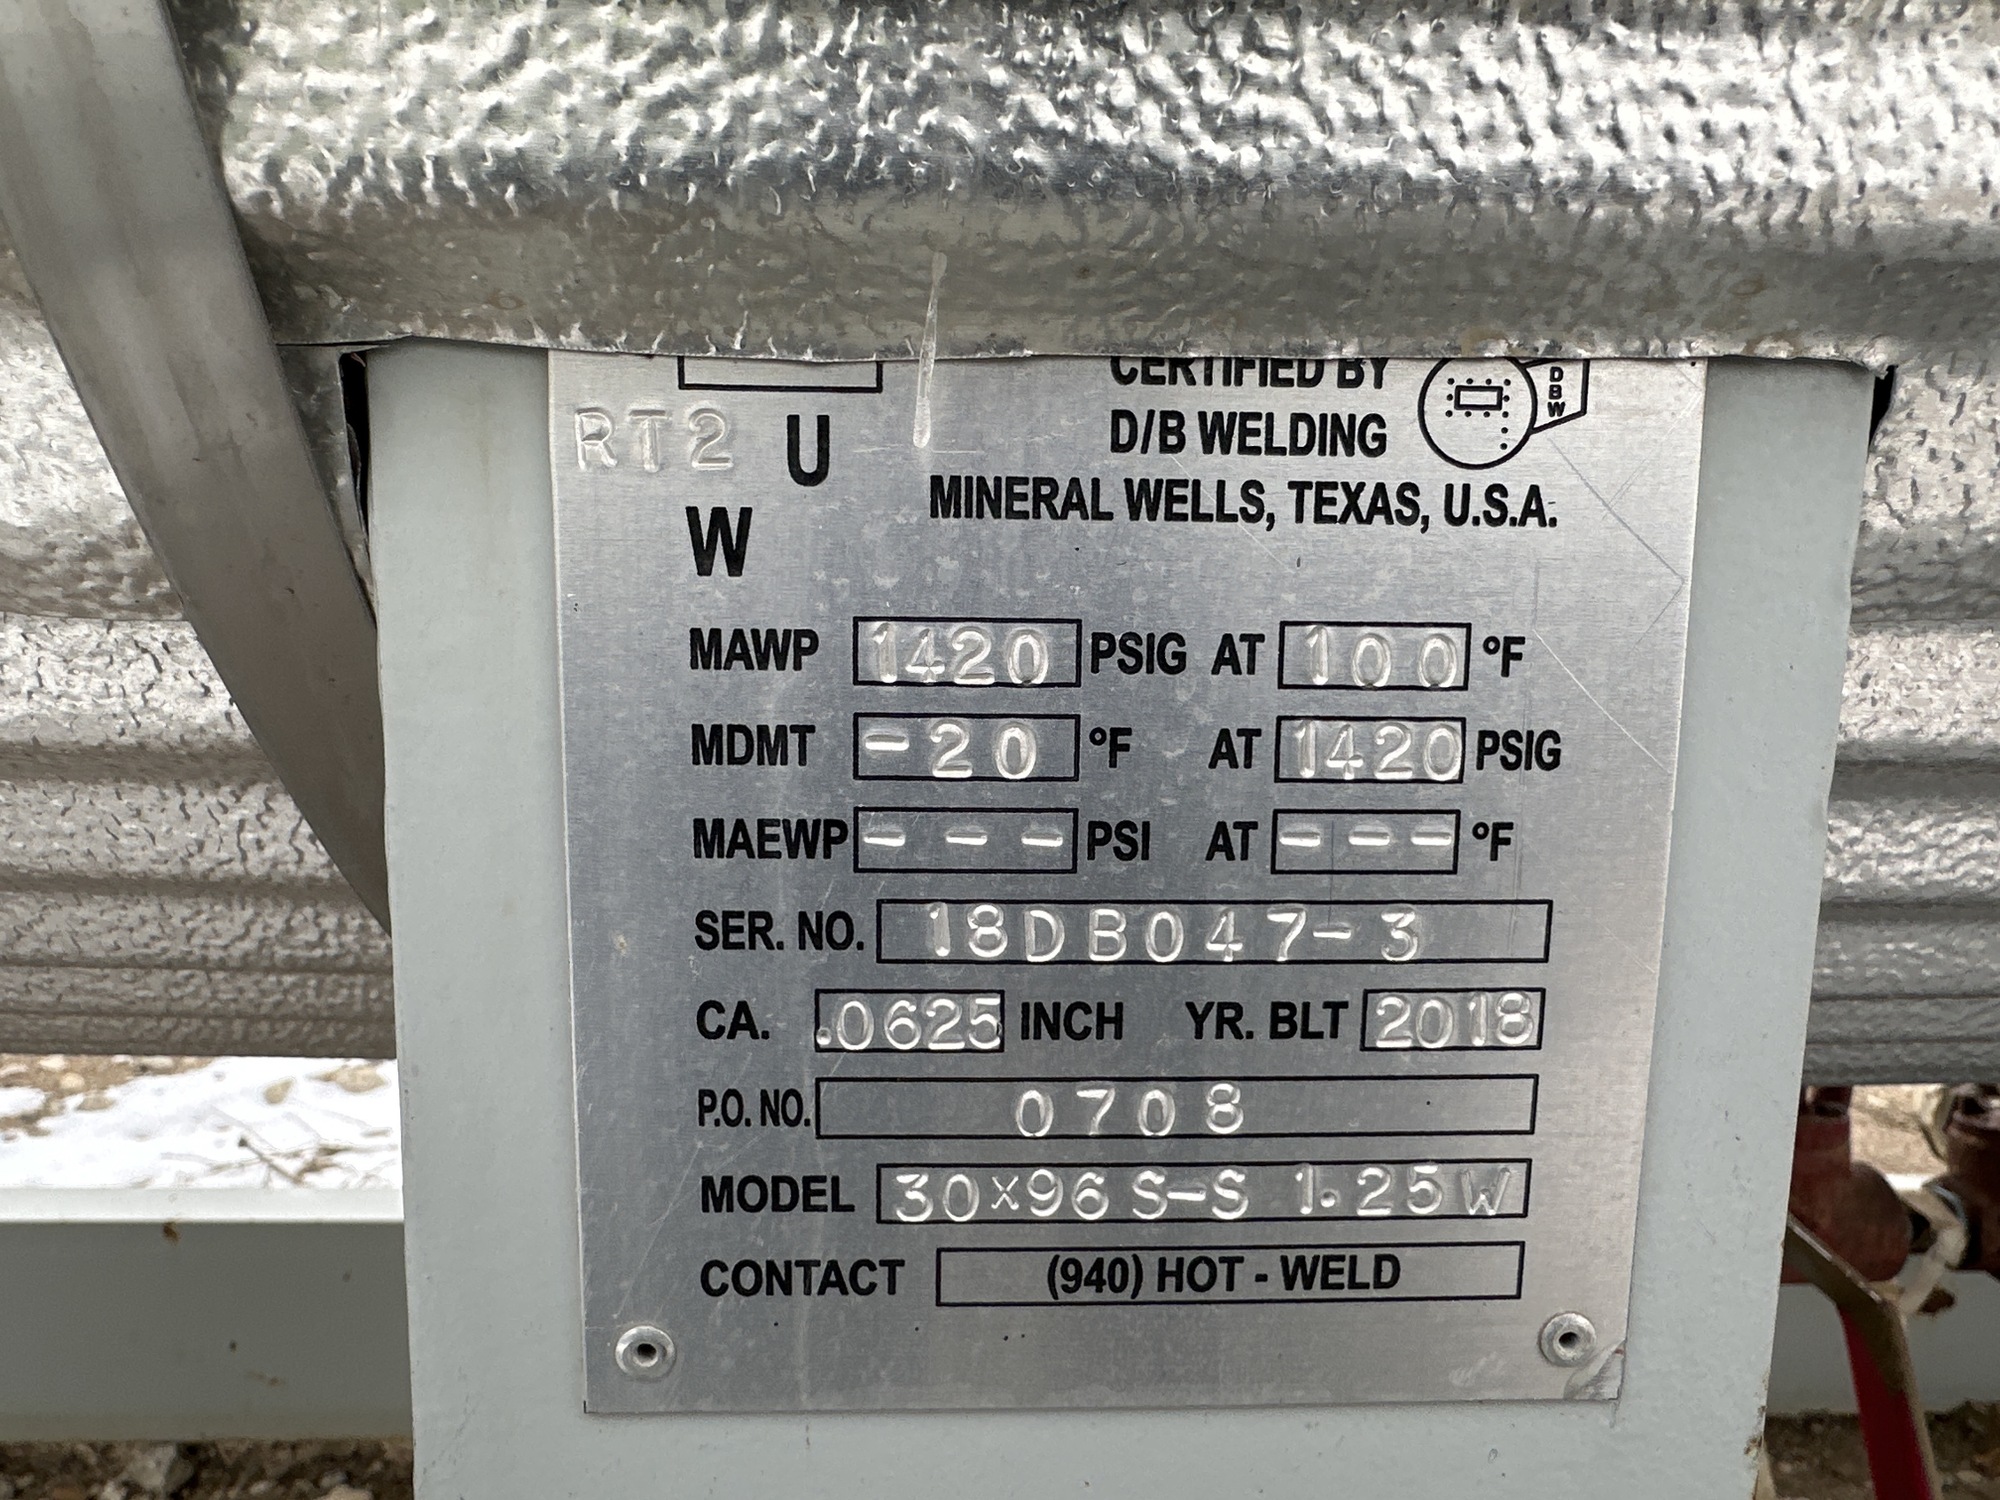 CERTIFIED BY
DBW
RT2 U
D/B WELDING
MINERAL WELLS, TEXAS, U.S.A.
W
MAWP 1420 PSIG AT 100 °F
MDMT -20 °F AT 1420 PSIG
MAEWP --- PSI AT --- °F
SER. NO. 18DB047-3
CA. .0625 INCH YR. BLT 2018
P.O. NO. 0708
MODEL 30x96 S-S 1.25W
CONTACT (940) HOT - WELD